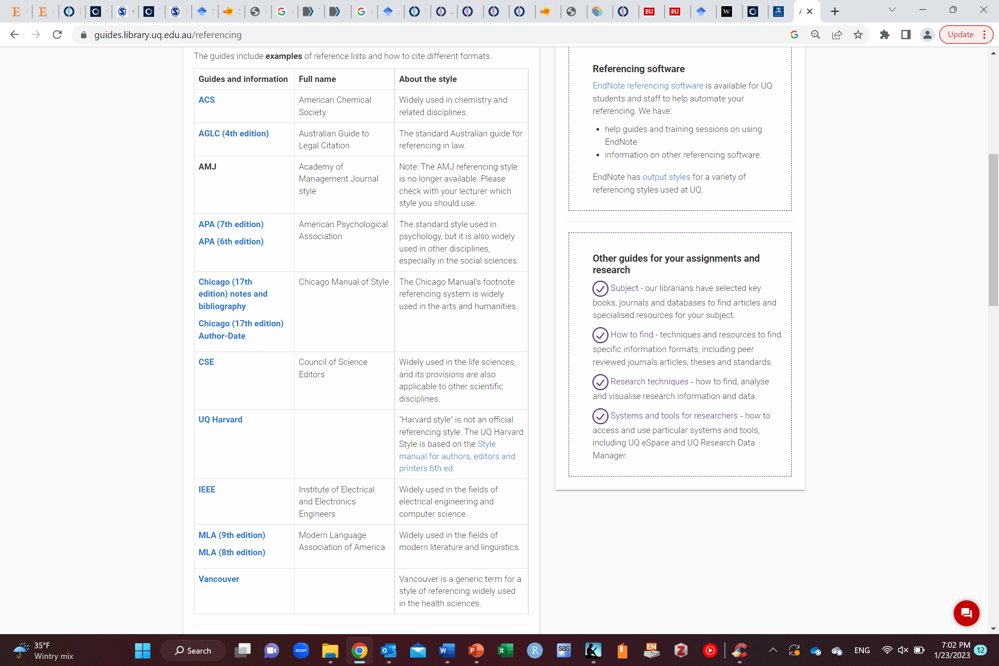 guides.library.uq.edu.au/referencing
Update
The guides include examples of reference lists and how to cite different formats.
Guides and information
Full name
About the style
ACS
American Chemical
Society
Widely used in chemistry and
related disciplines.
AGLC (4th edition)
Australian Guide to
Legal Citation
The standard Australian guide for
referencing in law.
AMJ
Academy of
Management Journal
style
Note: The AMJ referencing style
is no longer available. Please
check with your lecturer which
style you should use.
APA (7th edition)
APA (6th edition)
American Psychological
Association
The standard style used in
psychology, but it is also widely
used in other disciplines,
especially in the social sciences.
Chicago (17th
edition) notes and
bibliography
Chicago (17th edition)
Author-Date
Chicago Manual of Style
The Chicago Manual's footnote
referencing system is widely
used in the arts and humanities.
CSE
Council of Science
Editors
Widely used in the life sciences,
and its provisions are also
applicable to other scientific
disciplines.
UQ Harvard
"Harvard style" is not an official
referencing style. The UQ Harvard
Style is based on the Style
manual for authors, editors and
printers 6th ed.
IEEE
Institute of Electrical
and Electronics
Engineers
Widely used in the fields of
electrical engineering and
computer science.
MLA (9th edition)
MLA (8th edition)
Modern Language
Association of America
Widely used in the fields of
modern literature and linguistics.
Vancouver
Vancouver is a generic term for a
style of referencing widely used
in the health sciences.
Referencing software
EndNote referencing software is available for UQ
students and staff to help automate your
referencing. We have:
• help guides and training sessions on using
EndNote
• information on other referencing software.
EndNote has output styles for a variety of
referencing styles used at UQ.
Other guides for your assignments and
research
Subject - our librarians have selected key
books, journals and databases to find articles and
specialised resources for your subject.
How to find - techniques and resources to find
specific information formats, including peer
reviewed journals articles, theses and standards.
Research techniques - how to find, analyse
and visualise research information and data.
Systems and tools for researchers - how to
access and use particular systems and tools,
including UQ eSpace and UQ Research Data
Manager.
35°F
Wintry mix
Search
zoom
sas
EN
ENG
7:02 PM
1/23/2023
12